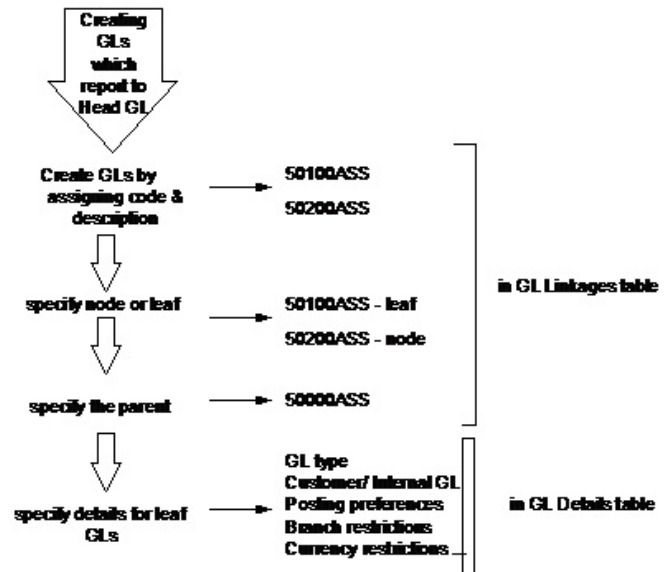 Creating
GLs
which
report to
Head GL
Create GLs by
assigning code &
description
50100ASS
50200ASS
specify node or leaf
50100ASS - leaf
50200ASS - node
specify the parent
50000ASS
in GL Linkages table
specify details for leaf
GLs
GL type
Customer/ Internal GL
Posting preferences
Branch restrictions
Currency restrictions
in GL Details table